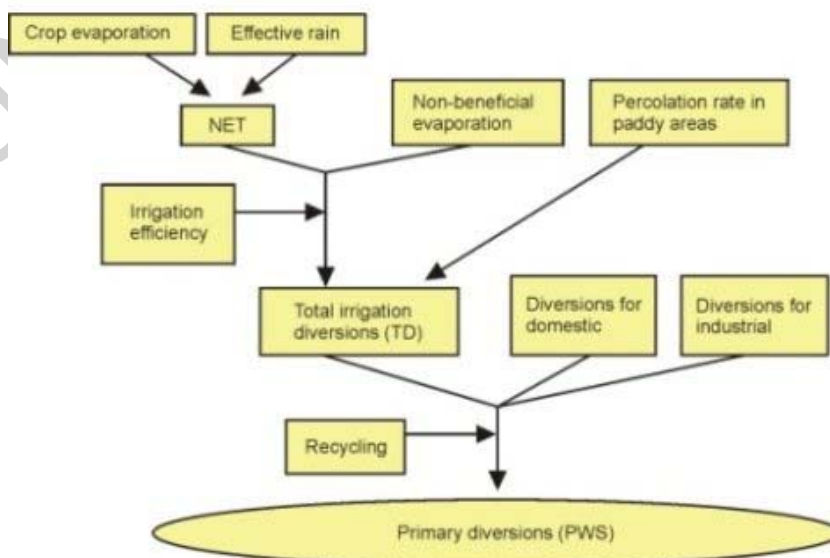 Crop evaporation
Effective rain
NET
Non-beneficial
evaporation
Percolation rate in
paddy areas
Irrigation
efficiency
Total irrigation
diversions (TD)
Diversions for
domestic
Diversions for
industrial
Recycling
Primary diversions (PWS)